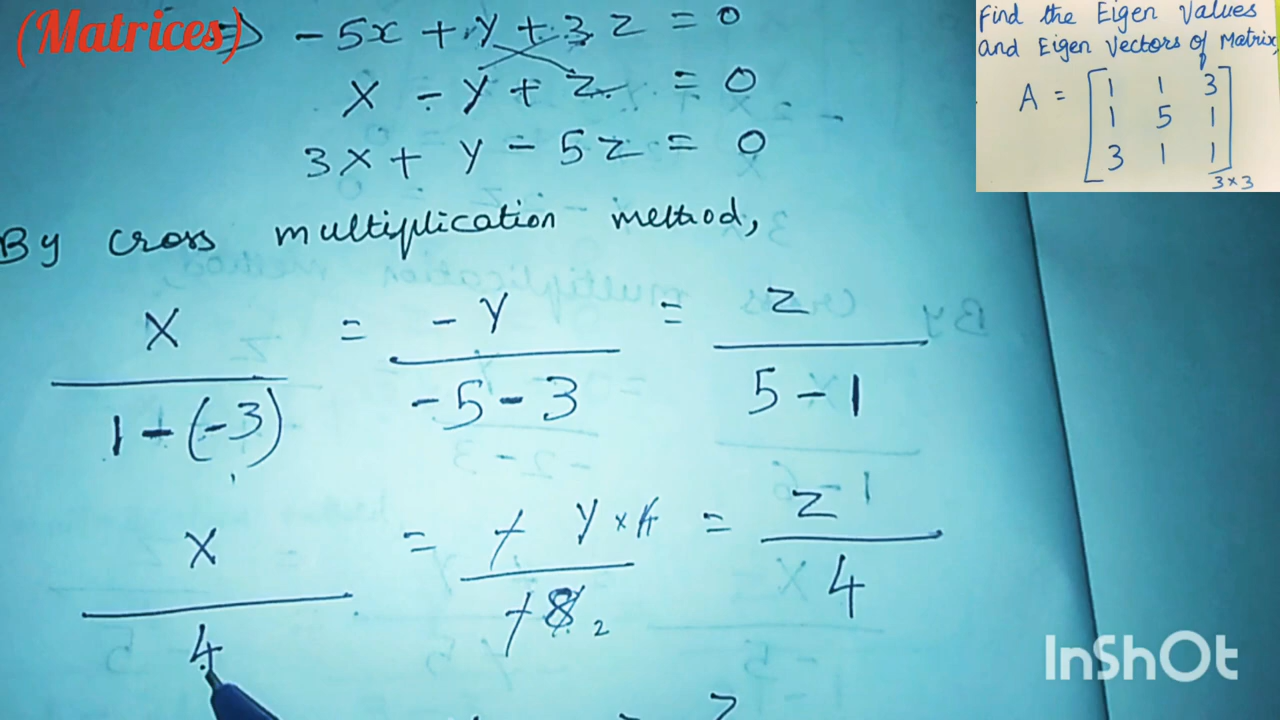 (Matrices)
⇒ -5x + y + 3z = 0
x - y + z = 0
3x + y - 5z = 0
By cross multiplication method,
x / 1-(-3) = -y / -5-3 = z / 5-1
x / 4 = -y×4 / -8 2 = z / 4
z
Find the Eigen Values
and Eigen Vectors of Matrix,
A = [1 1 3
1 5 1
3 1 1] 3×3
InShOt